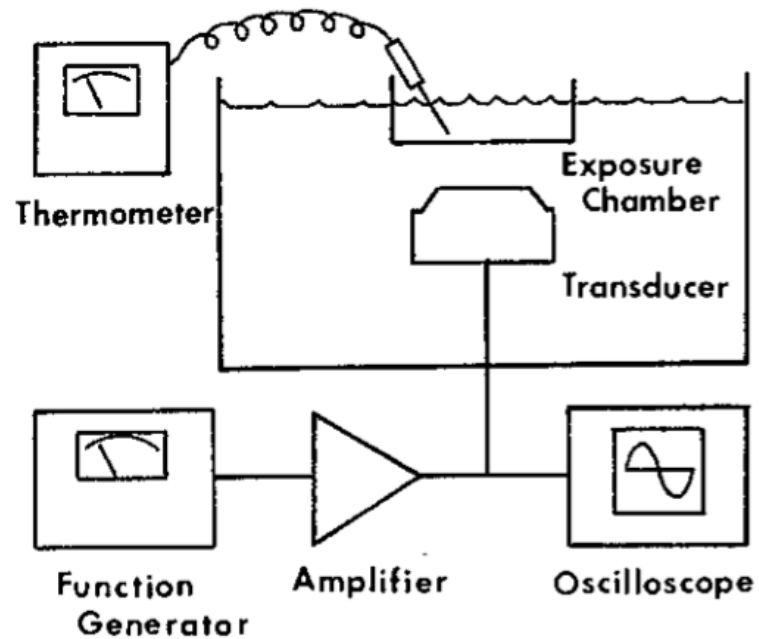 Thermometer
Exposure
Chamber
Transducer
Function
Generator
Amplifier
Oscilloscope